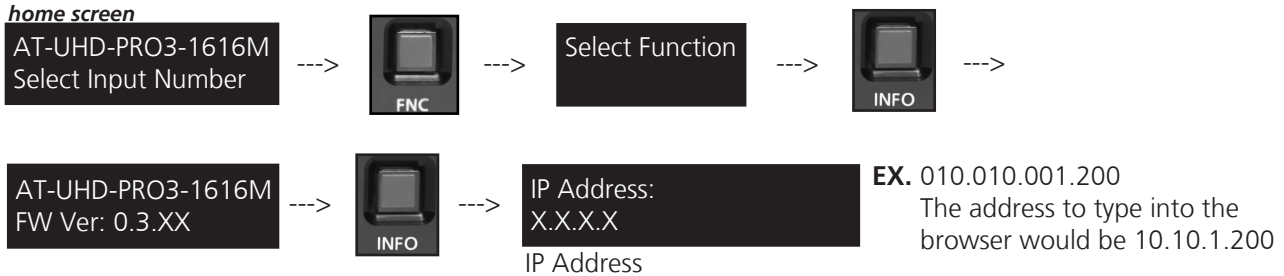 home screen
AT-UHD-PRO3-1616M
Select Input Number
--->
FNC
--->
Select Function
--->
INFO
--->
AT-UHD-PRO3-1616M
FW Ver: 0.3.XX
--->
INFO
--->
IP Address:
X.X.X.X
IP Address
EX. 010.010.001.200
The address to type into the
browser would be 10.10.1.200